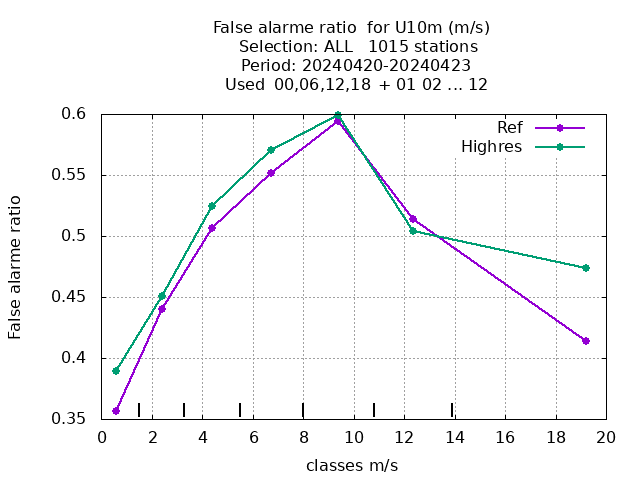 False alarme ratio  for U10m (m/s)
Selection: ALL   1015 stations
Period: 20240420-20240423
Used  00,06,12,18 + 01 02 ... 12
Ref
Highres
False alarme ratio
0.6
0.55
0.5
0.45
0.4
0.35
0 2 4 6 8 10 12 14 16 18 20
classes m/s